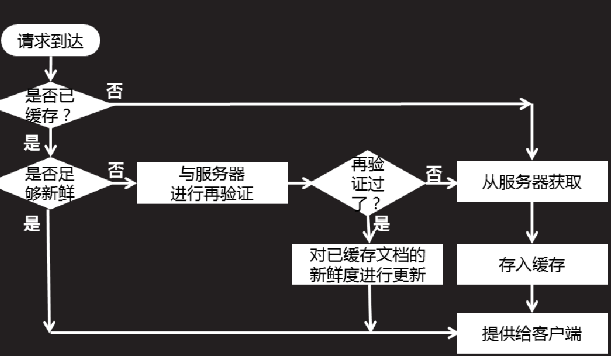 请求到达
是否已
缓存？
否
是
是否足
够新鲜
否
与服务器
进行再验证
再验
证过
了？
否
从服务器获取
是
是
对已缓存文档的
新鲜度进行更新
存入缓存
提供给客户端